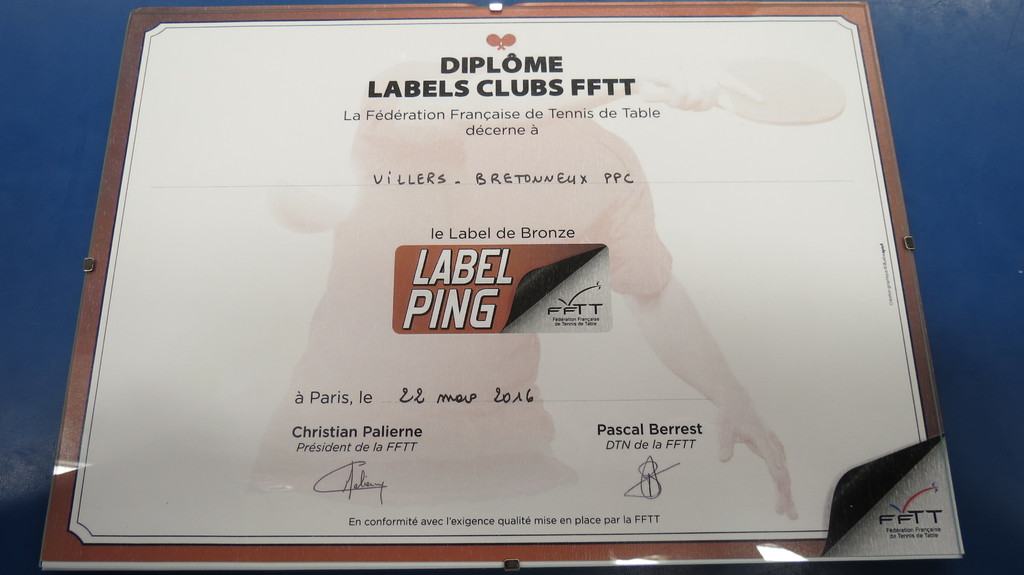 DIPLÔME
LABELS CLUBS FFTT
La Fédération Française de Tennis de Table
décerne à
VILLERS - BRETONNEUX PPC
le Label de Bronze
LABEL
PING
FFTT
Fédération Française
de Tennis de Table
à Paris, le 22 mars 2016
Christian Palierne
Président de la FFTT
Pascal Berrest
DTN de la FFTT
En conformité avec l'exigence qualité mise en place par la FFTT
FFTT
Fédération Française
de Tennis de Table